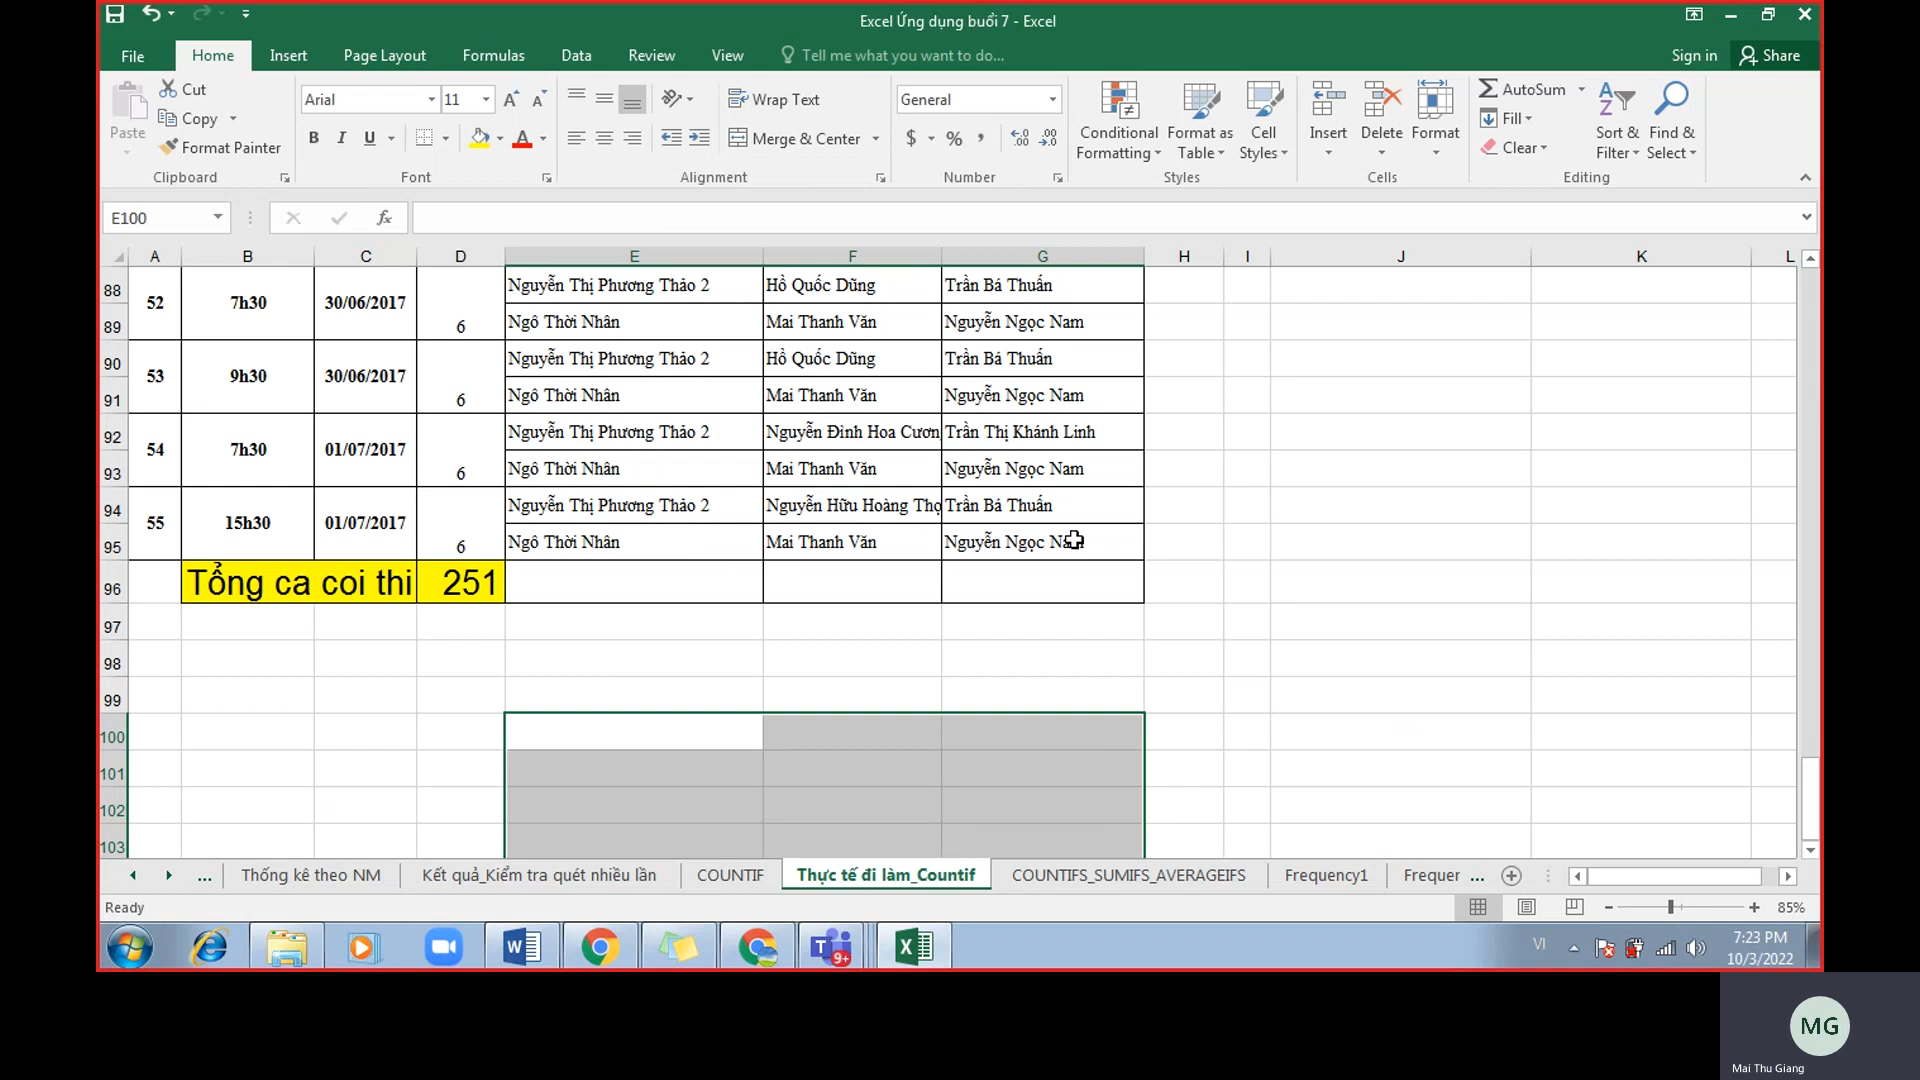 Excel Ứng dụng buổi 7 - Excel
File Home Insert Page Layout Formulas Data Review View Tell me what you want to do... Sign in Share
Paste Cut Copy Format Painter Clipboard
Arial 11 B I U A Font
Wrap Text Merge & Center Alignment
General $ % , Number
Conditional Formatting Format as Table Cell Styles Styles
Insert Delete Format Cells
AutoSum Fill Clear Sort & Filter Find & Select Editing
E100 fx
A B C D E F G H I J K L
88 52 7h30 30/06/2017 6 Nguyễn Thị Phương Thảo 2 Hồ Quốc Dũng Trần Bá Thuấn
89 Ngô Thời Nhân Mai Thanh Văn Nguyễn Ngọc Nam
90 53 9h30 30/06/2017 6 Nguyễn Thị Phương Thảo 2 Hồ Quốc Dũng Trần Bá Thuấn
91 Ngô Thời Nhân Mai Thanh Văn Nguyễn Ngọc Nam
92 54 7h30 01/07/2017 6 Nguyễn Thị Phương Thảo 2 Nguyễn Đình Hoa Cươn Trần Thị Khánh Linh
93 Ngô Thời Nhân Mai Thanh Văn Nguyễn Ngọc Nam
94 55 15h30 01/07/2017 6 Nguyễn Thị Phương Thảo 2 Nguyễn Hữu Hoàng Thọ Trần Bá Thuấn
95 Ngô Thời Nhân Mai Thanh Văn Nguyễn Ngọc
96 Tổng ca coi thi 251
97
98
99
100
101
102
103
... Thống kê theo NM Kết quả_Kiểm tra quét nhiều lần COUNTIF Thực tế đi làm_Countif COUNTIFS_SUMIFS_AVERAGEIFS Frequency1 Frequer ...
Ready 85%
VI 7:23 PM
10/3/2022
9+
MG
Mai Thu Giang